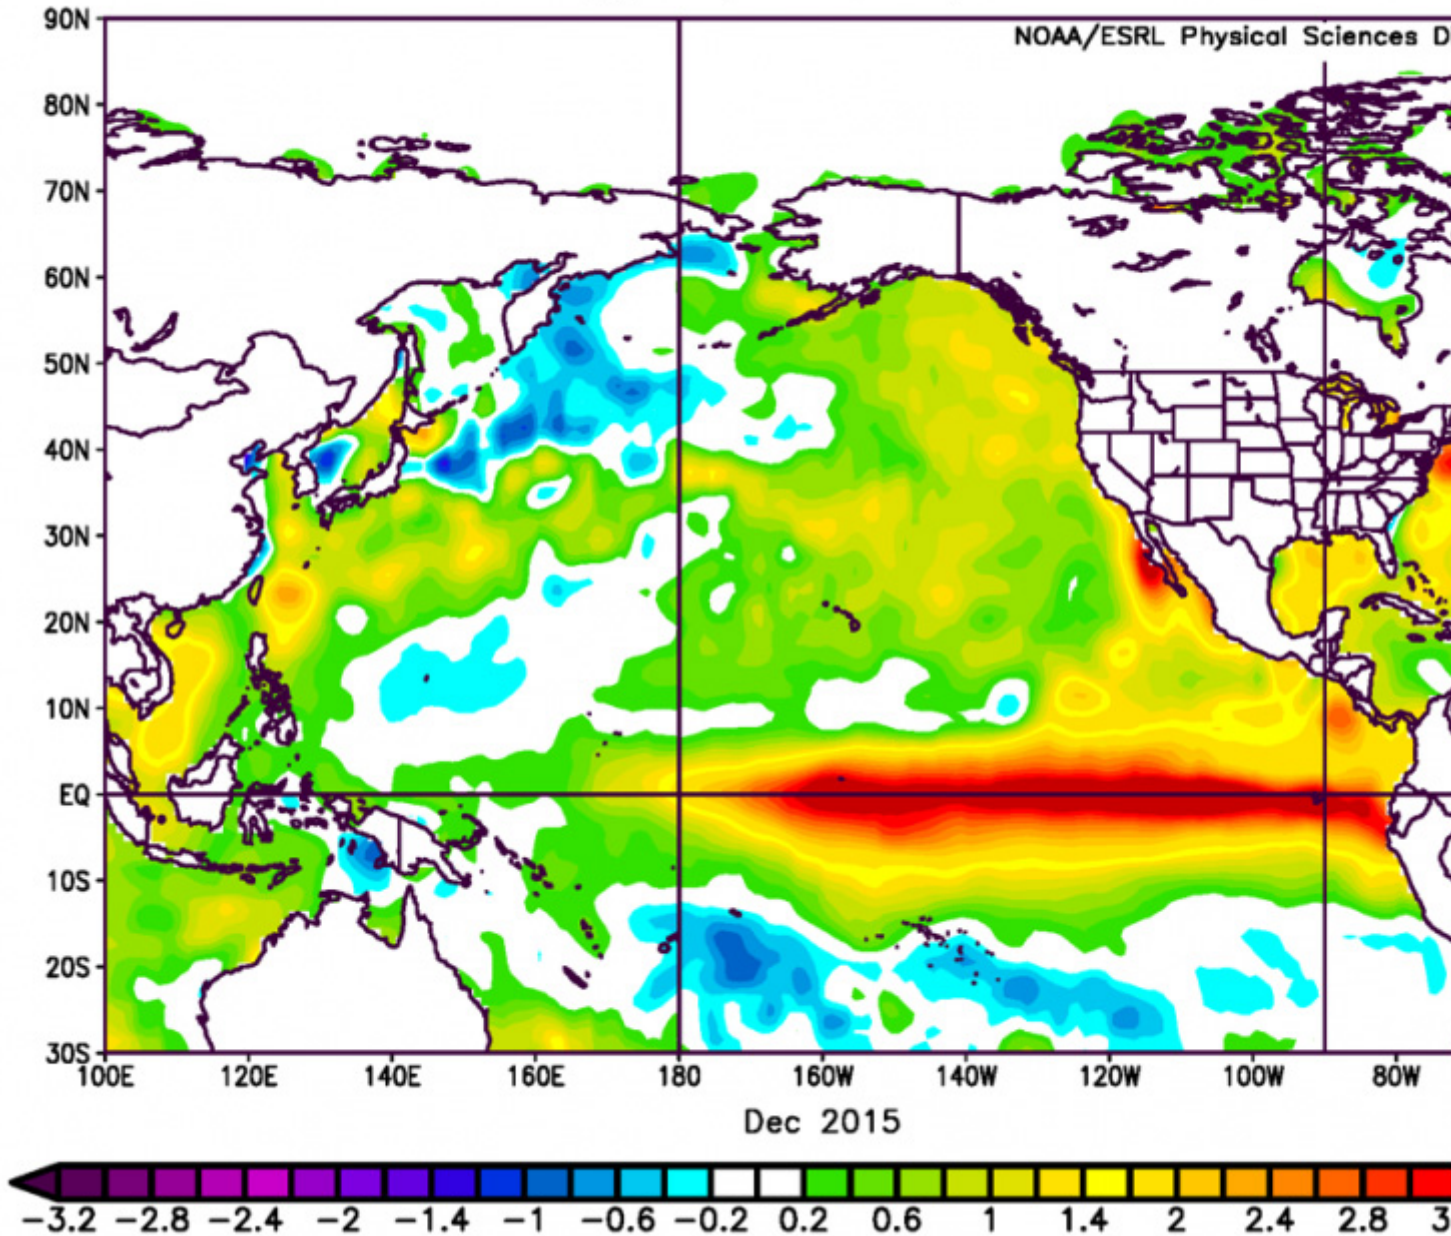 90N
NOAA/ESRL Physical Sciences D
80N
70N
60N
50N
40N
30N
20N
10N
EQ
10S
20S
30S
100E 120E 140E 160E 180 160W 140W 120W 100W 80W
Dec 2015
−3.2 −2.8 −2.4 −2 −1.4 −1 −0.6 −0.2 0.2 0.6 1 1.4 2 2.4 2.8 3